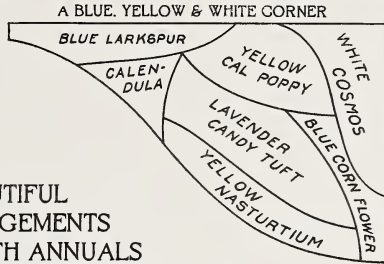 A BLUE, YELLOW & WHITE CORNER
BLUE LARKSPUR
CALEN-
DULA
YELLOW
CAL POPPY
WHITE
COSMOS
LAVENDER
CANDY TUFT
BLUE CORN FLOWER
YELLOW
NASTURTIUM
UTIFUL
GEMENTS
TH ANNUALS